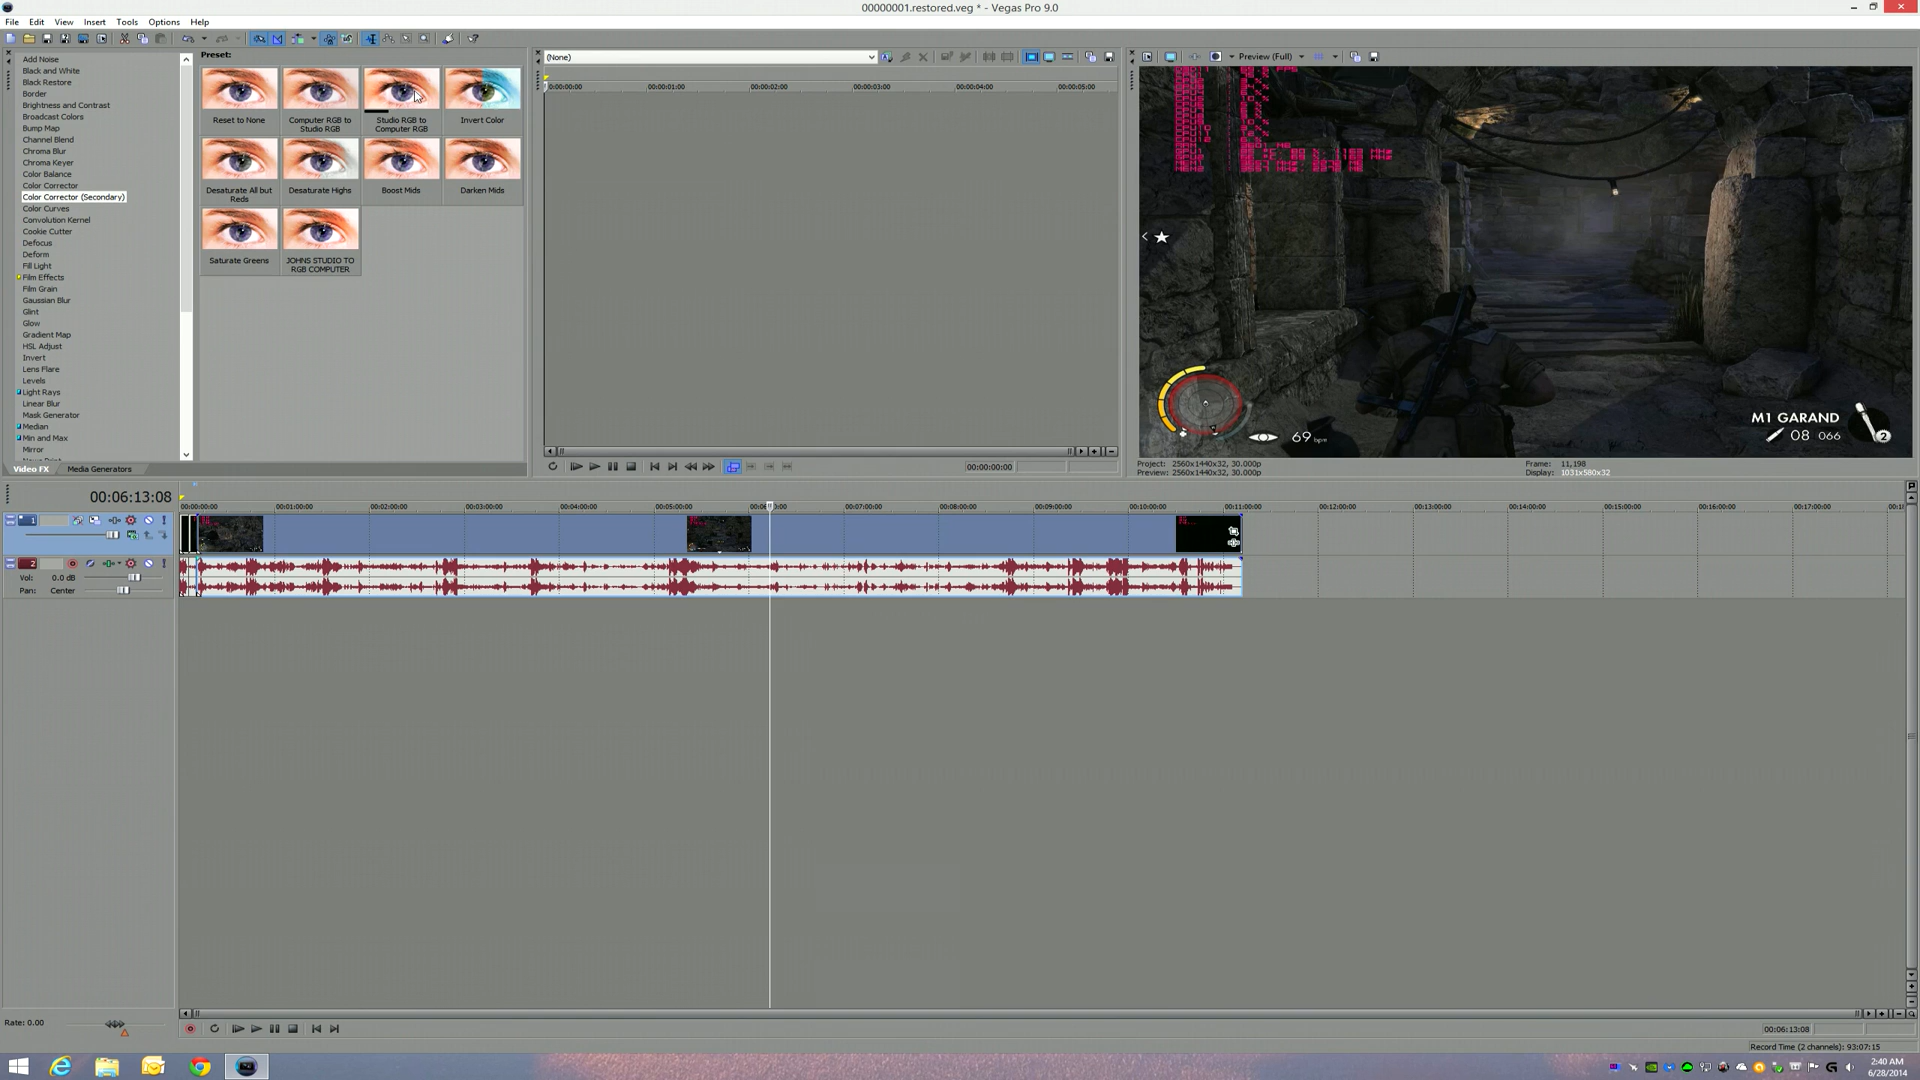 00000001.restored.veg * - Vegas Pro 9.0
File Edit View Insert Tools Options Help
Add Noise
Black and White
Black Restore
Border
Brightness and Contrast
Broadcast Colors
Bump Map
Channel Blend
Chroma Blur
Chroma Keyer
Color Balance
Color Corrector
Color Corrector (Secondary)
Color Curves
Convolution Kernel
Cookie Cutter
Defocus
Deform
Fill Light
Film Effects
Film Grain
Gaussian Blur
Glint
Glow
Gradient Map
HSL Adjust
Invert
Lens Flare
Levels
Light Rays
Linear Blur
Mask Generator
Median
Min and Max
Mirror
Video FX Media Generators
Preset:
Reset to None
Computer RGB to
Studio RGB
Studio RGB to
Computer RGB
Invert Color
Desaturate All but
Reds
Desaturate Highs
Boost Mids
Darken Mids
Saturate Greens
JOHNS STUDIO TO
RGB COMPUTER
(None)
0:00:00:00 00:00:01:00 00:00:02:00 00:00:03:00 00:00:04:00 00:00:05:00
00:00:00:00
Preview (Full)
M1 GARAND
08 066
2
69 bpm
Project: 2560x1440x32, 30.000p
Preview: 2560x1440x32, 30.000p
Frame: 11,198
Display: 1031x580x32
00:06:13:08
00:00:00:00 00:01:00:00 00:02:00:00 00:03:00:00 00:04:00:00 00:05:00:00 00:07:00:00 00:08:00:00 00:09:00:00 00:10:00:00 00:11:00:00 00:12:00:00 00:13:00:00 00:14:00:00 00:15:00:00 00:16:00:00 00:17:00:00
1
2
Vol: 0.0 dB
Pan: Center
Rate: 0.00
00:06:13:08
Record Time (2 channels): 93:07:15
2:40 AM
6/28/2014